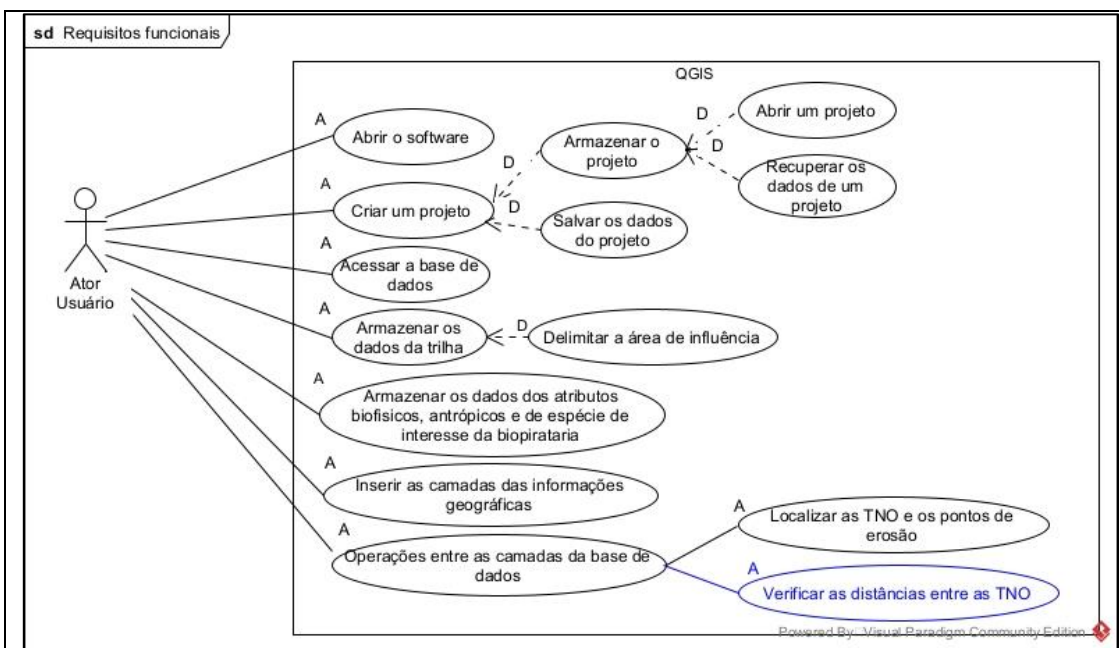 sd Requisitos funcionais
QGIS
A
Abrir o software
Armazenar o
projeto
D
Abrir um projeto
D
Recuperar os
dados de um
projeto
A
Criar um projeto
D
D
Salvar os dados
do projeto
Ator
Usuário
A
Acessar a base de
dados
A
Armazenar os
dados da trilha
D
Delimitar a área de influência
A
Armazenar os dados dos atributos
biofisicos, antrópicos e de espécie de
interesse da biopirataria
A
Inserir as camadas das informações
geográficas
A
Operações entre as camadas da base de
dados
A
Localizar as TNO e os pontos de
erosão
A
Verificar as distâncias entre as TNO
Powered By Visual Paradigm Community Edition